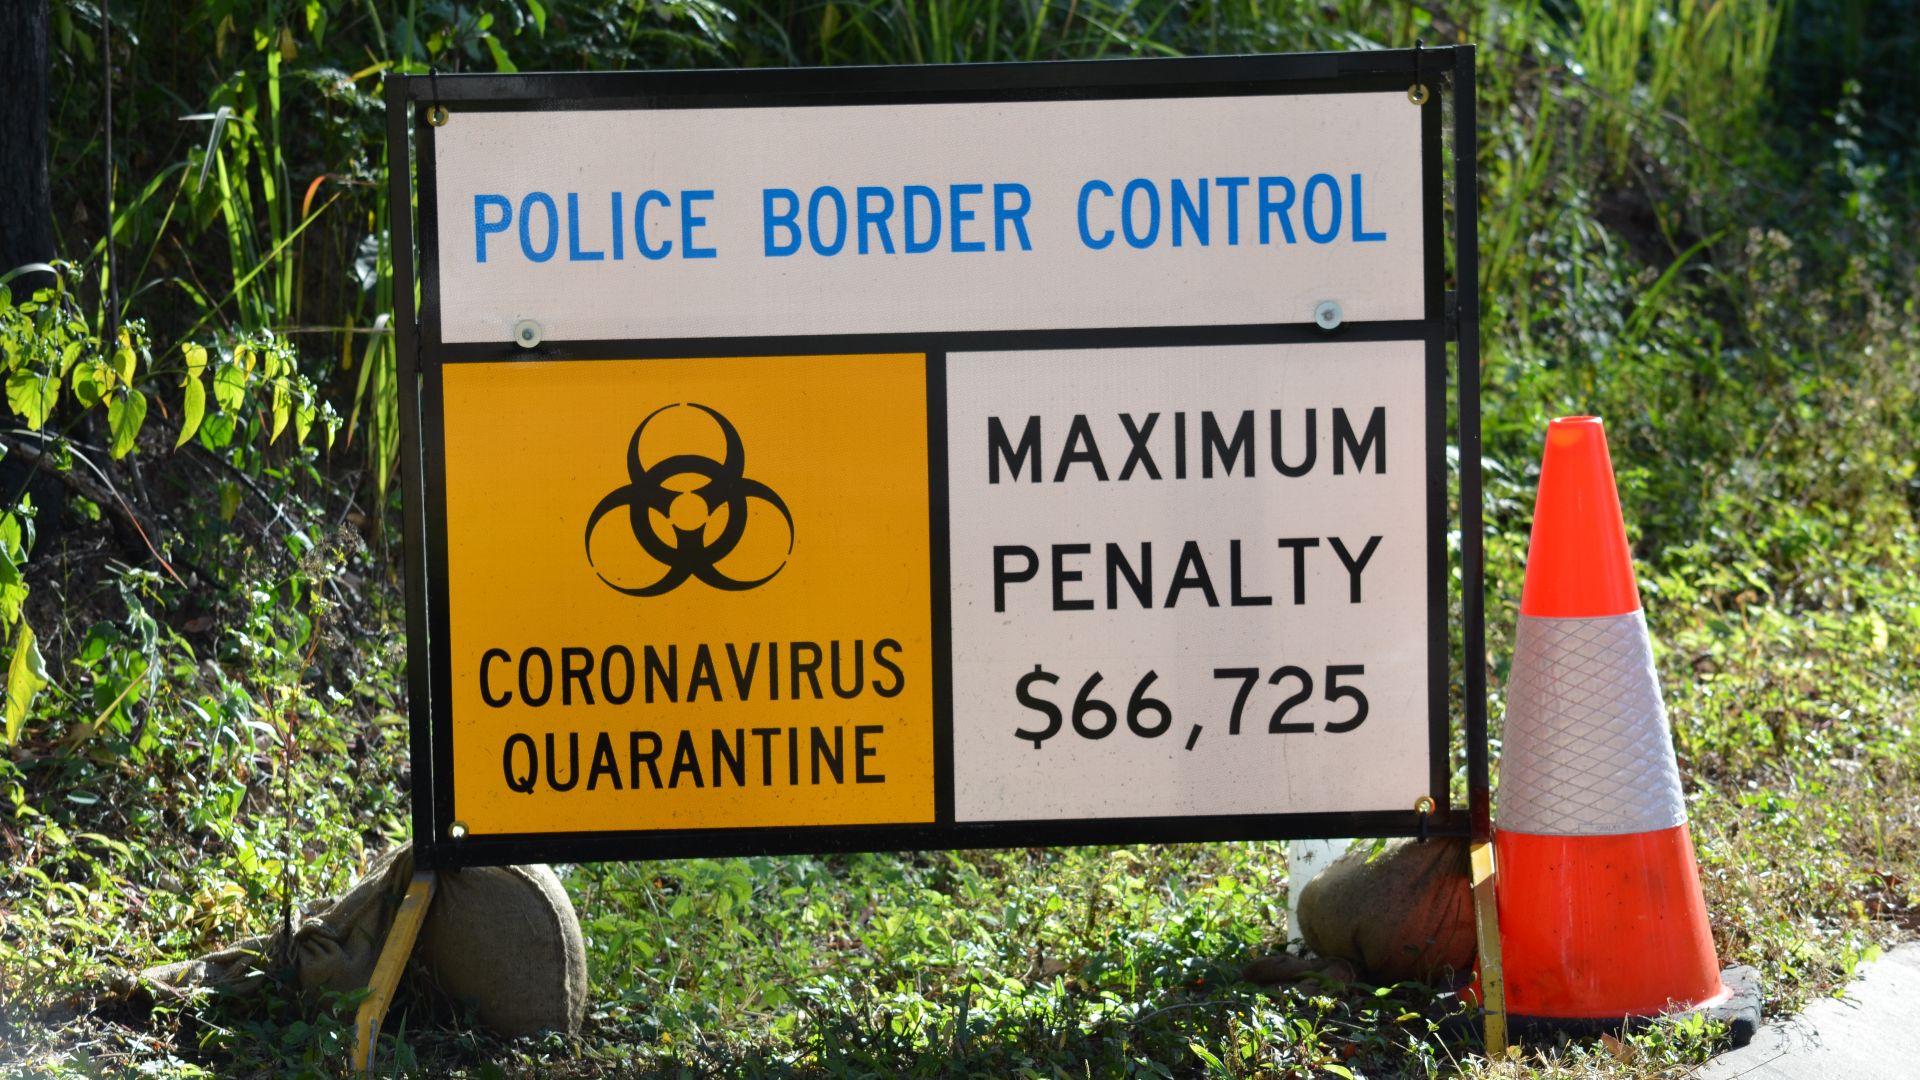 POLICE BORDER CONTROL
CORONAVIRUS
QUARANTINE
MAXIMUM
PENALTY
$66,725